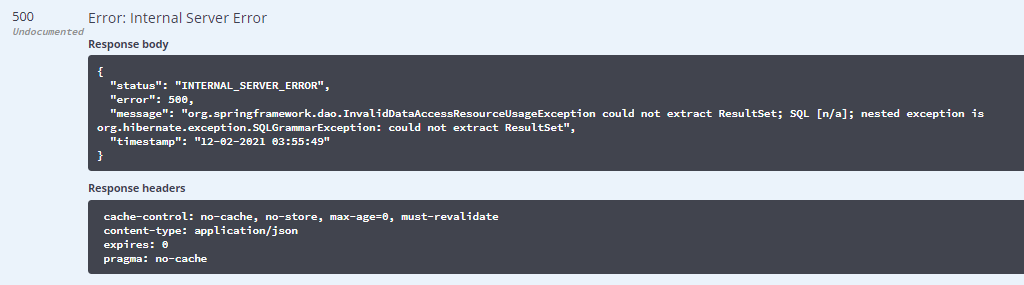 500
Undocumented
Error: Internal Server Error
Response body
{
  "status": "INTERNAL_SERVER_ERROR",
  "error": 500,
  "message": "org.springframework.dao.InvalidDataAccessResourceUsageException could not extract ResultSet; SQL [n/a]; nested exception is
org.hibernate.exception.SQLGrammarException: could not extract ResultSet",
  "timestamp": "12-02-2021 03:55:49"
}
Response headers
cache-control: no-cache, no-store, max-age=0, must-revalidate
content-type: application/json
expires: 0
pragma: no-cache